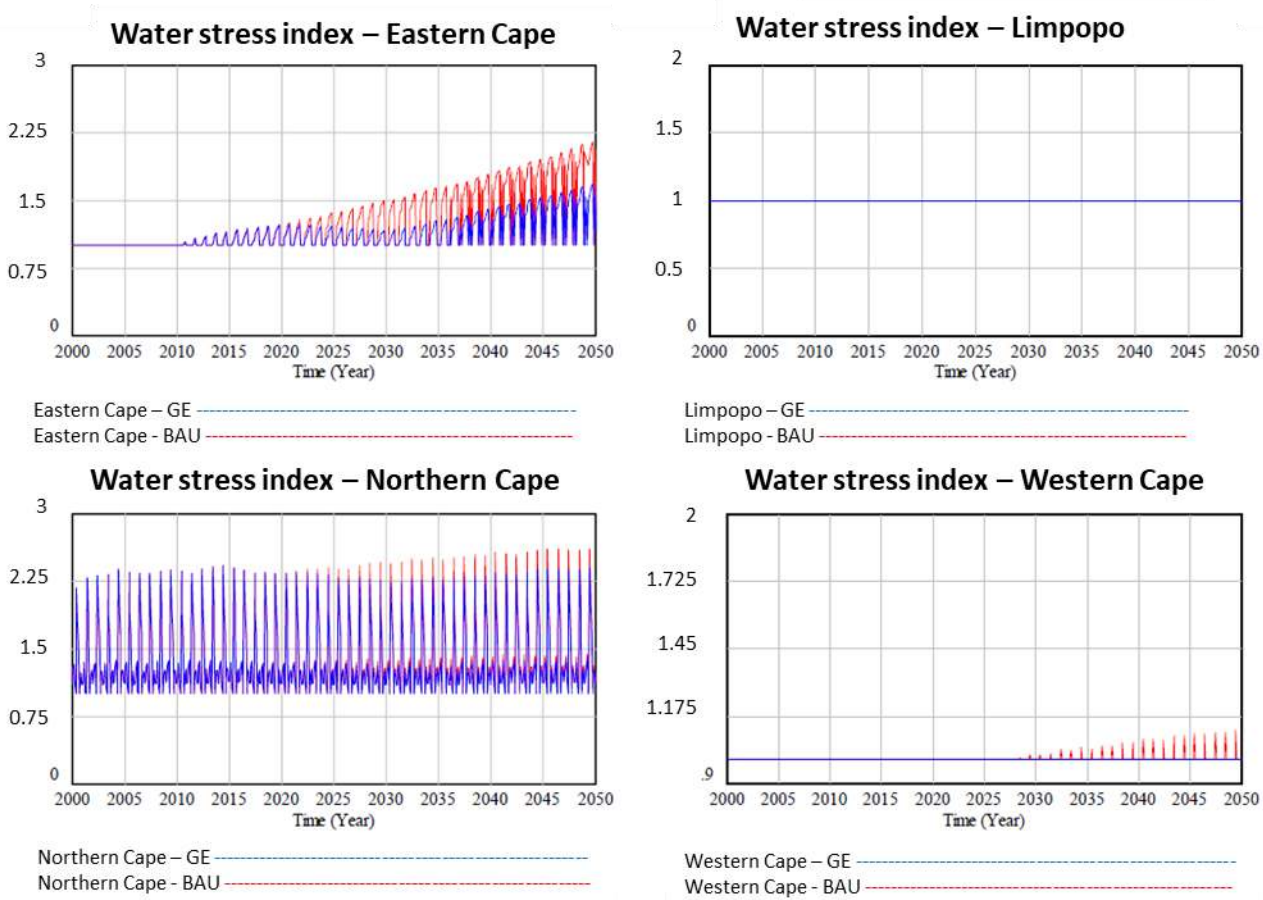 Water stress index – Eastern Cape
3
2.25
1.5
0.75
0
2000 2005 2010 2015 2020 2025 2030 2035 2040 2045 2050
Time (Year)
Eastern Cape – GE
Eastern Cape - BAU
Water stress index – Limpopo
2
1.5
1
0.5
0
2000 2005 2010 2015 2020 2025 2030 2035 2040 2045 2050
Time (Year)
Limpopo – GE
Limpopo - BAU
Water stress index – Northern Cape
3
2.25
1.5
0.75
0
2000 2005 2010 2015 2020 2025 2030 2035 2040 2045 2050
Time (Year)
Northern Cape – GE
Northern Cape - BAU
Water stress index – Western Cape
2
1.725
1.45
1.175
.9
2000 2005 2010 2015 2020 2025 2030 2035 2040 2045 2050
Time (Year)
Western Cape – GE
Western Cape - BAU